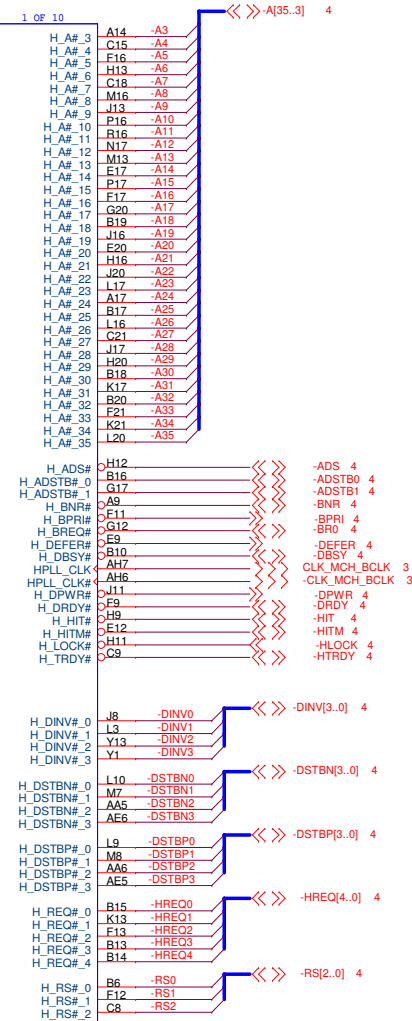 1 OF 10
-A[35..3] 4
H_A#_3 A14 -A3
H_A#_4 C15 -A4
H_A#_5 F16 -A5
H_A#_6 H13 -A6
H_A#_7 C18 -A7
H_A#_8 M16 -A8
H_A#_9 J13 -A9
H_A#_10 P16 -A10
H_A#_11 R16 -A11
H_A#_12 N17 -A12
H_A#_13 M13 -A13
H_A#_14 E17 -A14
H_A#_15 P17 -A15
H_A#_16 F17 -A16
H_A#_17 G20 -A17
H_A#_18 B19 -A18
H_A#_19 J16 -A19
H_A#_20 E20 -A20
H_A#_21 H16 -A21
H_A#_22 J20 -A22
H_A#_23 L17 -A23
H_A#_24 A17 -A24
H_A#_25 B17 -A25
H_A#_26 L16 -A26
H_A#_27 C21 -A27
H_A#_28 J17 -A28
H_A#_29 H20 -A29
H_A#_30 B18 -A30
H_A#_31 K17 -A31
H_A#_32 B20 -A32
H_A#_33 F21 -A33
H_A#_34 K21 -A34
H_A#_35 L20 -A35
H_ADS# H12 -ADS 4
H_ADSTB#_0 B16 -ADSTB0 4
H_ADSTB#_1 G17 -ADSTB1 4
H_BNR# A9 -BNR 4
H_BPRI# F11 -BPRI 4
H_BREQ# G12 -BR0 4
H_DEFER# E9 -DEFER 4
H_DBSY# B10 -DBSY 4
HPLL_CLK AH7 CLK_MCH_BCLK 3
HPLL_CLK# AH6 -CLK_MCH_BCLK 3
H_DPWR# J11 -DPWR 4
H_DRDY# F9 -DRDY 4
H_HIT# H9 -HIT 4
H_HITM# E12 -HITM 4
H_LOCK# H11 -HLOCK 4
H_TRDY# C9 -HTRDY 4
-DINV[3..0] 4
H_DINV#_0 J8 -DINV0
H_DINV#_1 L3 -DINV1
H_DINV#_2 Y13 -DINV2
H_DINV#_3 Y1 -DINV3
-DSTBN[3..0] 4
H_DSTBN#_0 L10 -DSTBN0
H_DSTBN#_1 M7 -DSTBN1
H_DSTBN#_2 AA5 -DSTBN2
H_DSTBN#_3 AE6 -DSTBN3
-DSTBP[3..0] 4
H_DSTBP#_0 L9 -DSTBP0
H_DSTBP#_1 M8 -DSTBP1
H_DSTBP#_2 AA6 -DSTBP2
H_DSTBP#_3 AE5 -DSTBP3
-HREQ[4..0] 4
H_REQ#_0 B15 -HREQ0
H_REQ#_1 K13 -HREQ1
H_REQ#_2 F13 -HREQ2
H_REQ#_3 B13 -HREQ3
H_REQ#_4 B14 -HREQ4
-RS[2..0] 4
H_RS#_0 B6 -RS0
H_RS#_1 F12 -RS1
H_RS#_2 C8 -RS2